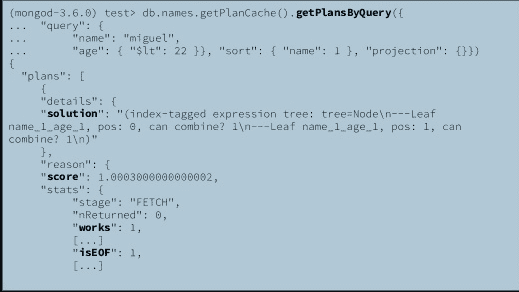 (mongod-3.6.0) test> db.names.getPlanCache().getPlansByQuery({
... "query": {
... "name": "miguel",
... "age": { "$lt": 22 }}, "sort": { "name": 1 }, "projection": {}})
{
"plans": [
{
"details": {
"solution": "(index-tagged expression tree: tree=Node\n---Leaf
name_1_age_1, pos: 0, can combine? 1\n---Leaf name_1_age_1, pos: 1, can
combine? 1\n)"
},
"reason": {
"score": 1.0003000000000002,
"stats": {
"stage": "FETCH",
"nReturned": 0,
"works": 1,
[...]
"isEOF": 1,
[...]